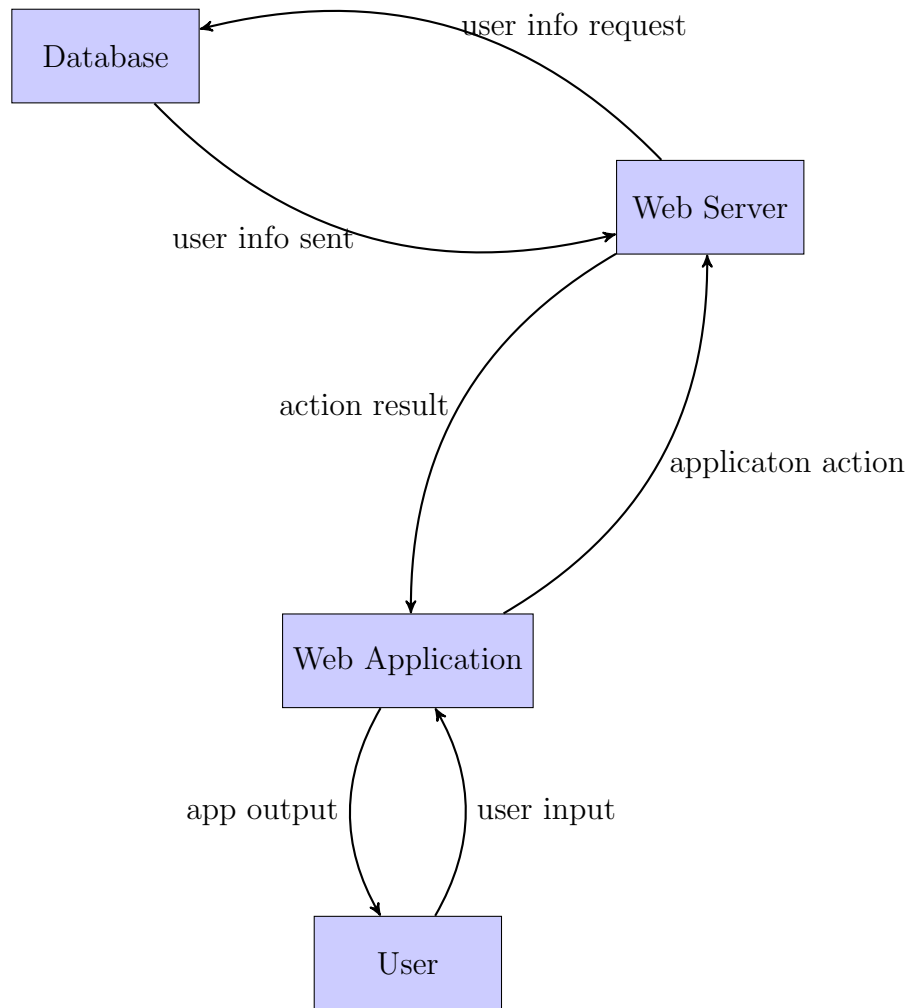 user info request
Database
Web Server
user info sent
action result
applicaton action
Web Application
app output
user input
User